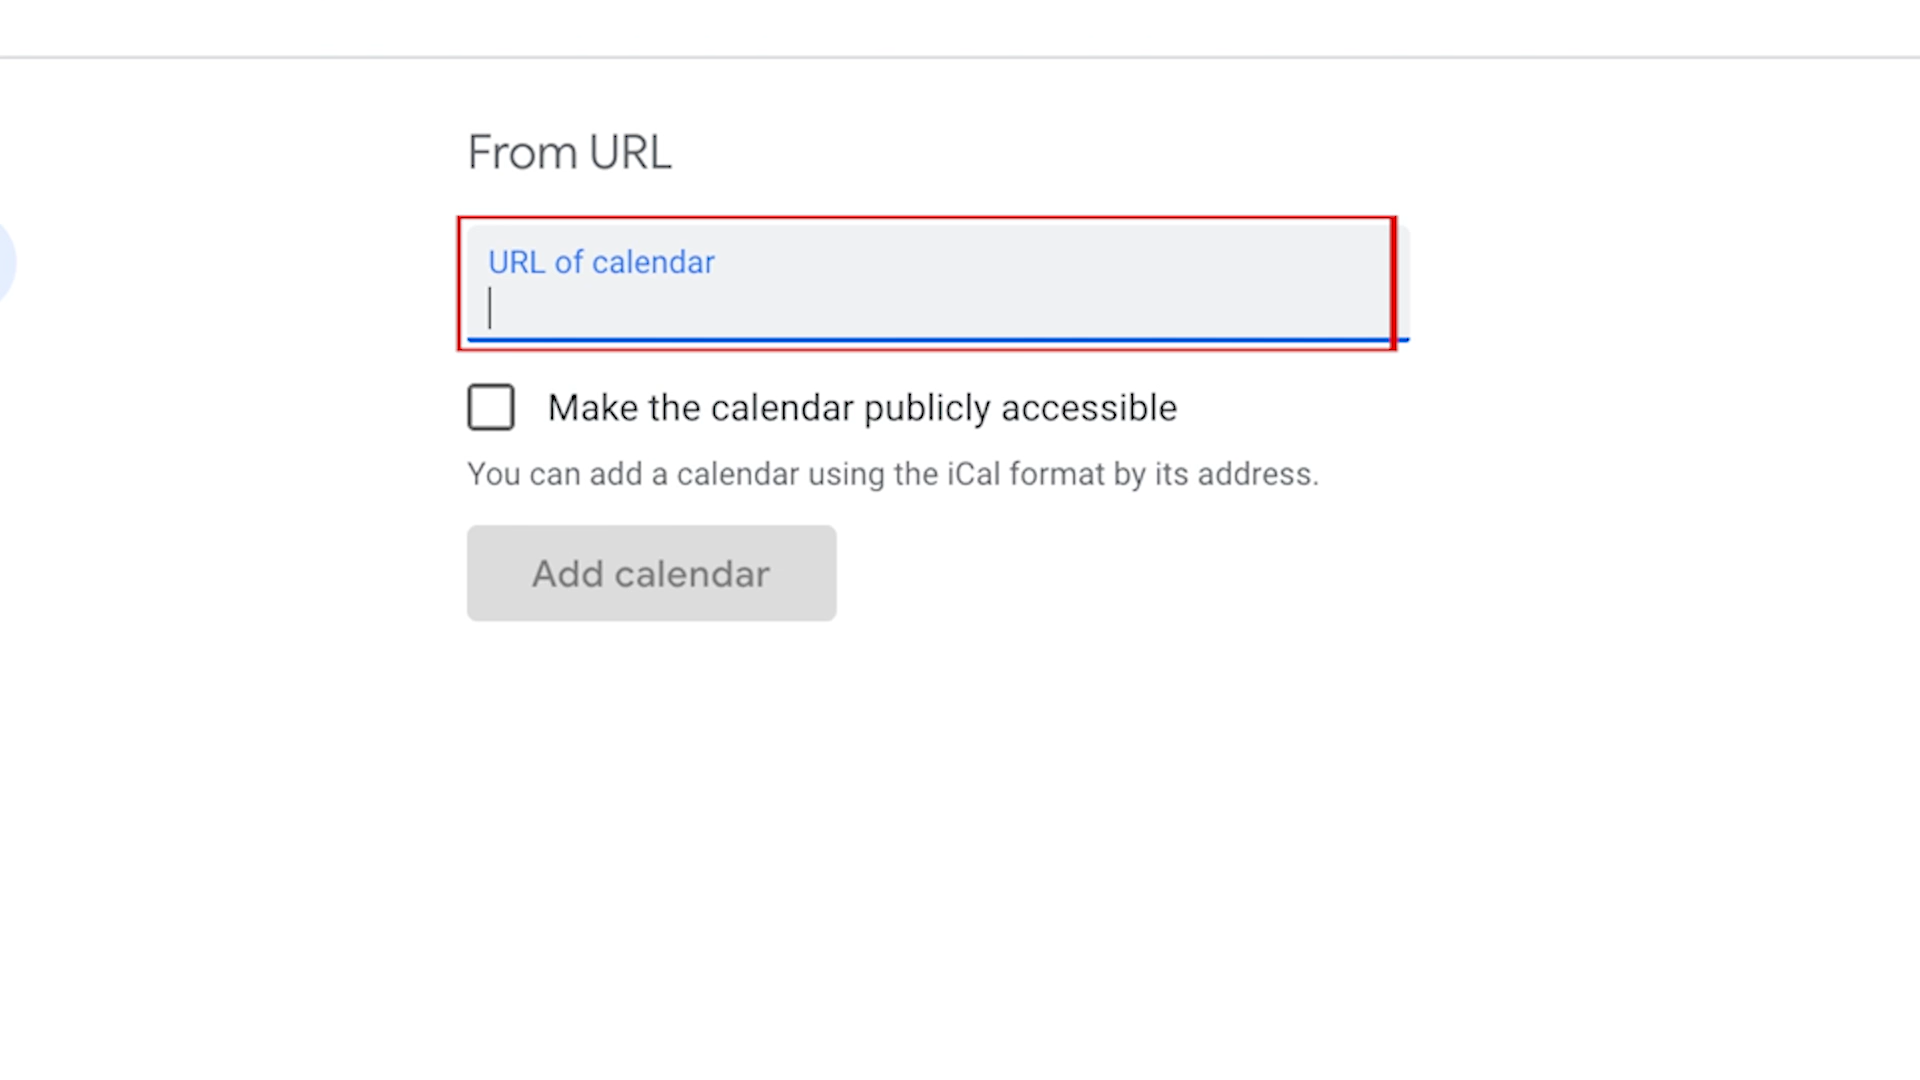 From URL
URL of calendar
Make the calendar publicly accessible
You can add a calendar using the iCal format by its address.
Add calendar